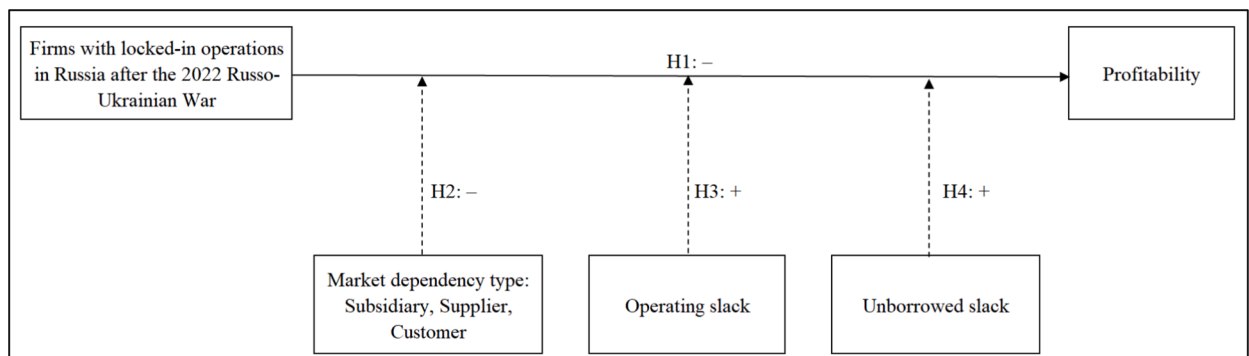 Firms with locked-in operations
in Russia after the 2022 Russo-
Ukrainian War
H1: –
Profitability
H2: –
H3: +
H4: +
Market dependency type:
Subsidiary, Supplier,
Customer
Operating slack
Unborrowed slack